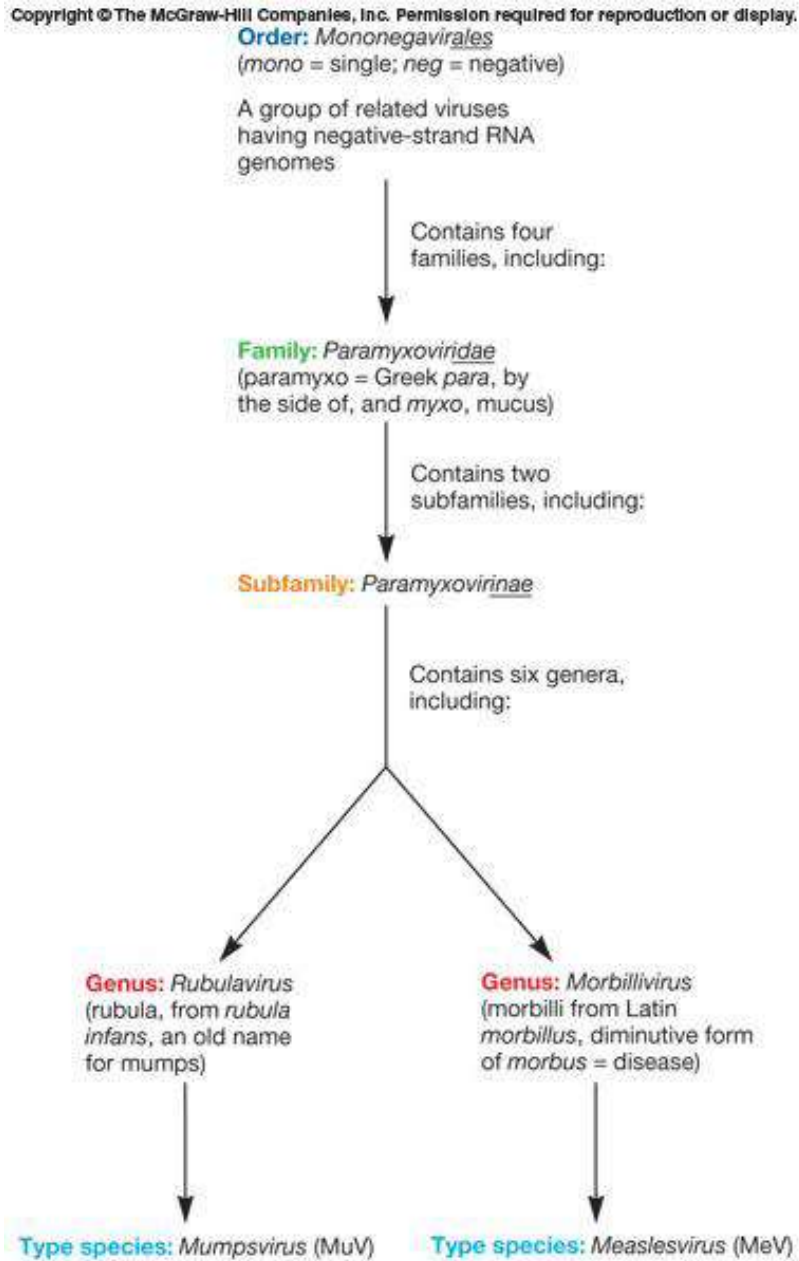 Copyright © The McGraw-Hill Companies, Inc. Permission required for reproduction or display.
Order: Mononegavirales
(mono = single; neg = negative)
A group of related viruses
having negative-strand RNA
genomes
Contains four
families, including:
Family: Paramyxoviridae
(paramyxo = Greek para, by
the side of, and myxo, mucus)
Contains two
subfamilies, including:
Subfamily: Paramyxovirinae
Contains six genera,
including:
Genus: Rubulavirus
(rubula, from rubula
infans, an old name
for mumps)
Genus: Morbillivirus
(morbilli from Latin
morbillus, diminutive form
of morbus = disease)
Type species: Mumpsvirus (MuV)
Type species: Measlesvirus (MeV)